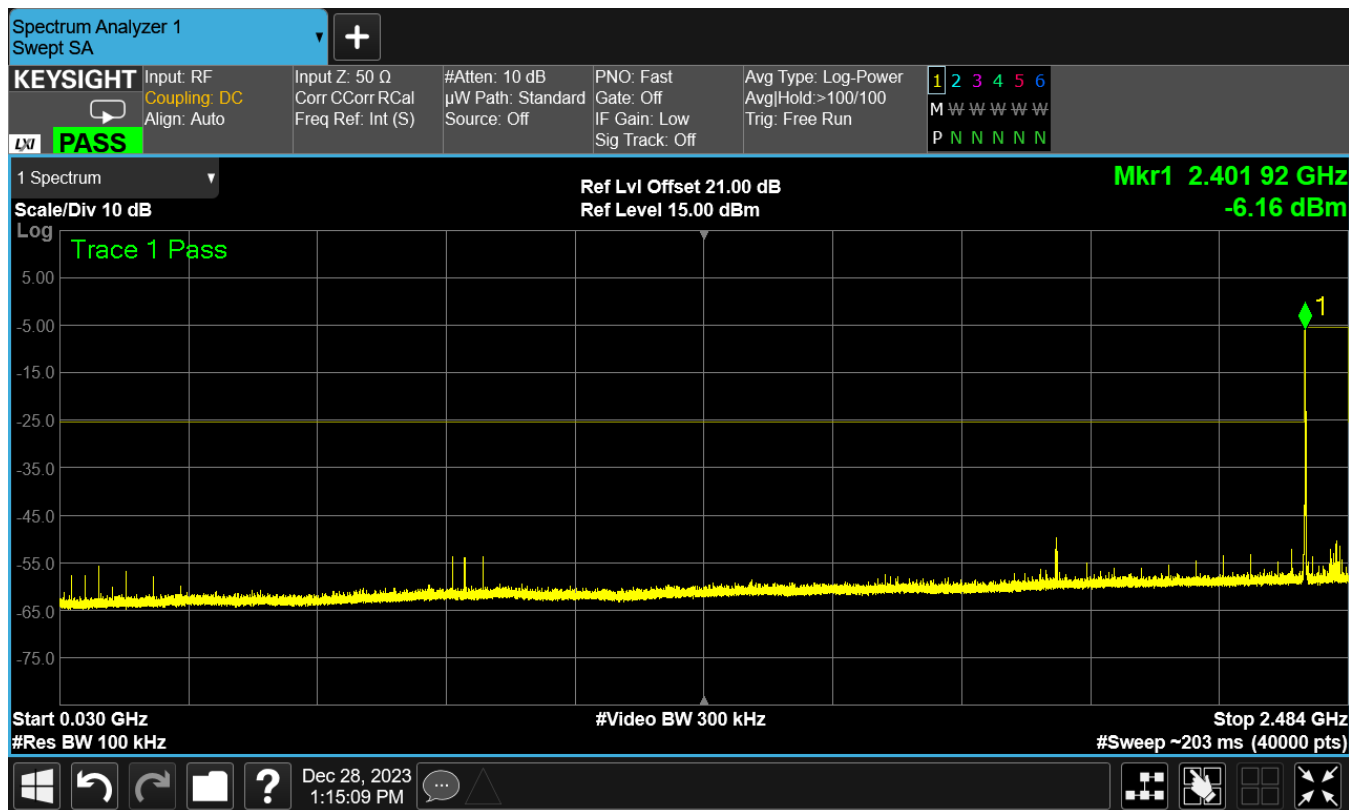 Spectrum Analyzer 1
Swept SA
KEYSIGHT
LXI PASS
Input: RF
Coupling: DC
Align: Auto
Input Z: 50 Ω
Corr CCorr RCal
Freq Ref: Int (S)
#Atten: 10 dB
µW Path: Standard
Source: Off
PNO: Fast
Gate: Off
IF Gain: Low
Sig Track: Off
Avg Type: Log-Power
Avg|Hold:>100/100
Trig: Free Run
1 2 3 4 5 6
M W W W W W
P N N N N N
1 Spectrum
Scale/Div 10 dB
Ref Lvl Offset 21.00 dB
Ref Level 15.00 dBm
Mkr1 2.401 92 GHz
-6.16 dBm
Log
Trace 1 Pass
5.00
1
-5.00
-15.0
-25.0
-35.0
-45.0
-55.0
-65.0
-75.0
Start 0.030 GHz
#Res BW 100 kHz
#Video BW 300 kHz
Stop 2.484 GHz
#Sweep ~203 ms (40000 pts)
?
Dec 28, 2023
1:15:09 PM